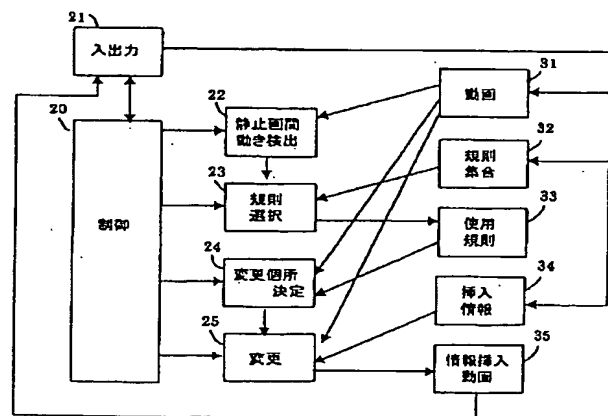 21
入出力
20
制御
22
静止画間
動き検出
23
規則
選択
24
変更個所
決定
25
変更
31
動画
32
規則
集合
33
使用
規則
34
挿入
情報
35
情報挿入
動画